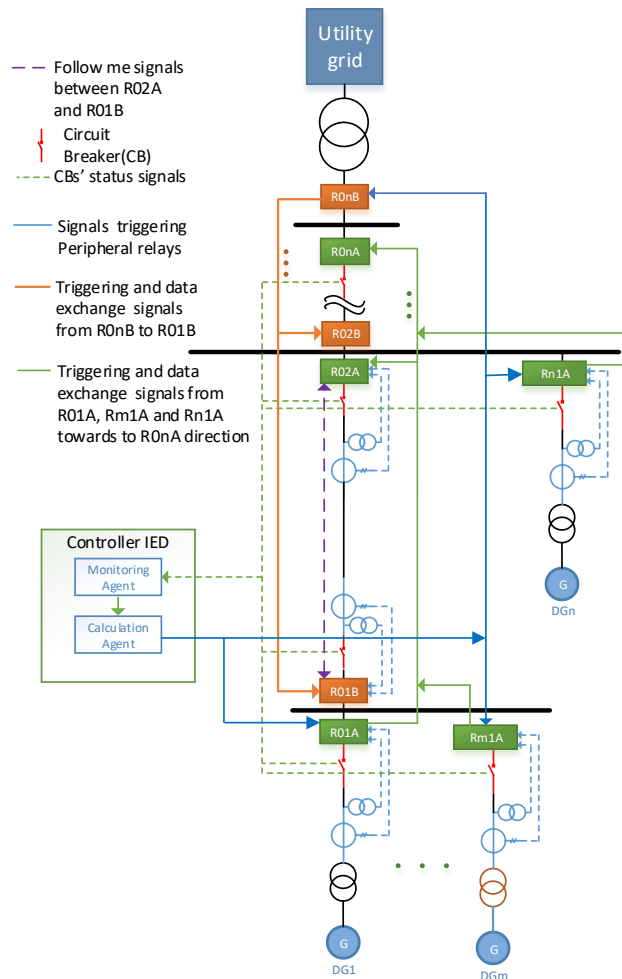 Utility
grid
Follow me signals
between R02A
and R01B
Circuit
Breaker(CB)
CBs' status signals
Signals triggering
Peripheral relays
Triggering and data
exchange signals
from R0nB to R01B
Triggering and data
exchange signals from
R01A, Rm1A and Rn1A
towards to R0nA direction
R0nB
R0nA
R02B
R02A
Rn1A
G
DGn
Controller IED
Monitoring
Agent
Calculation
Agent
R01B
R01A
Rm1A
G
DG1
G
DGm